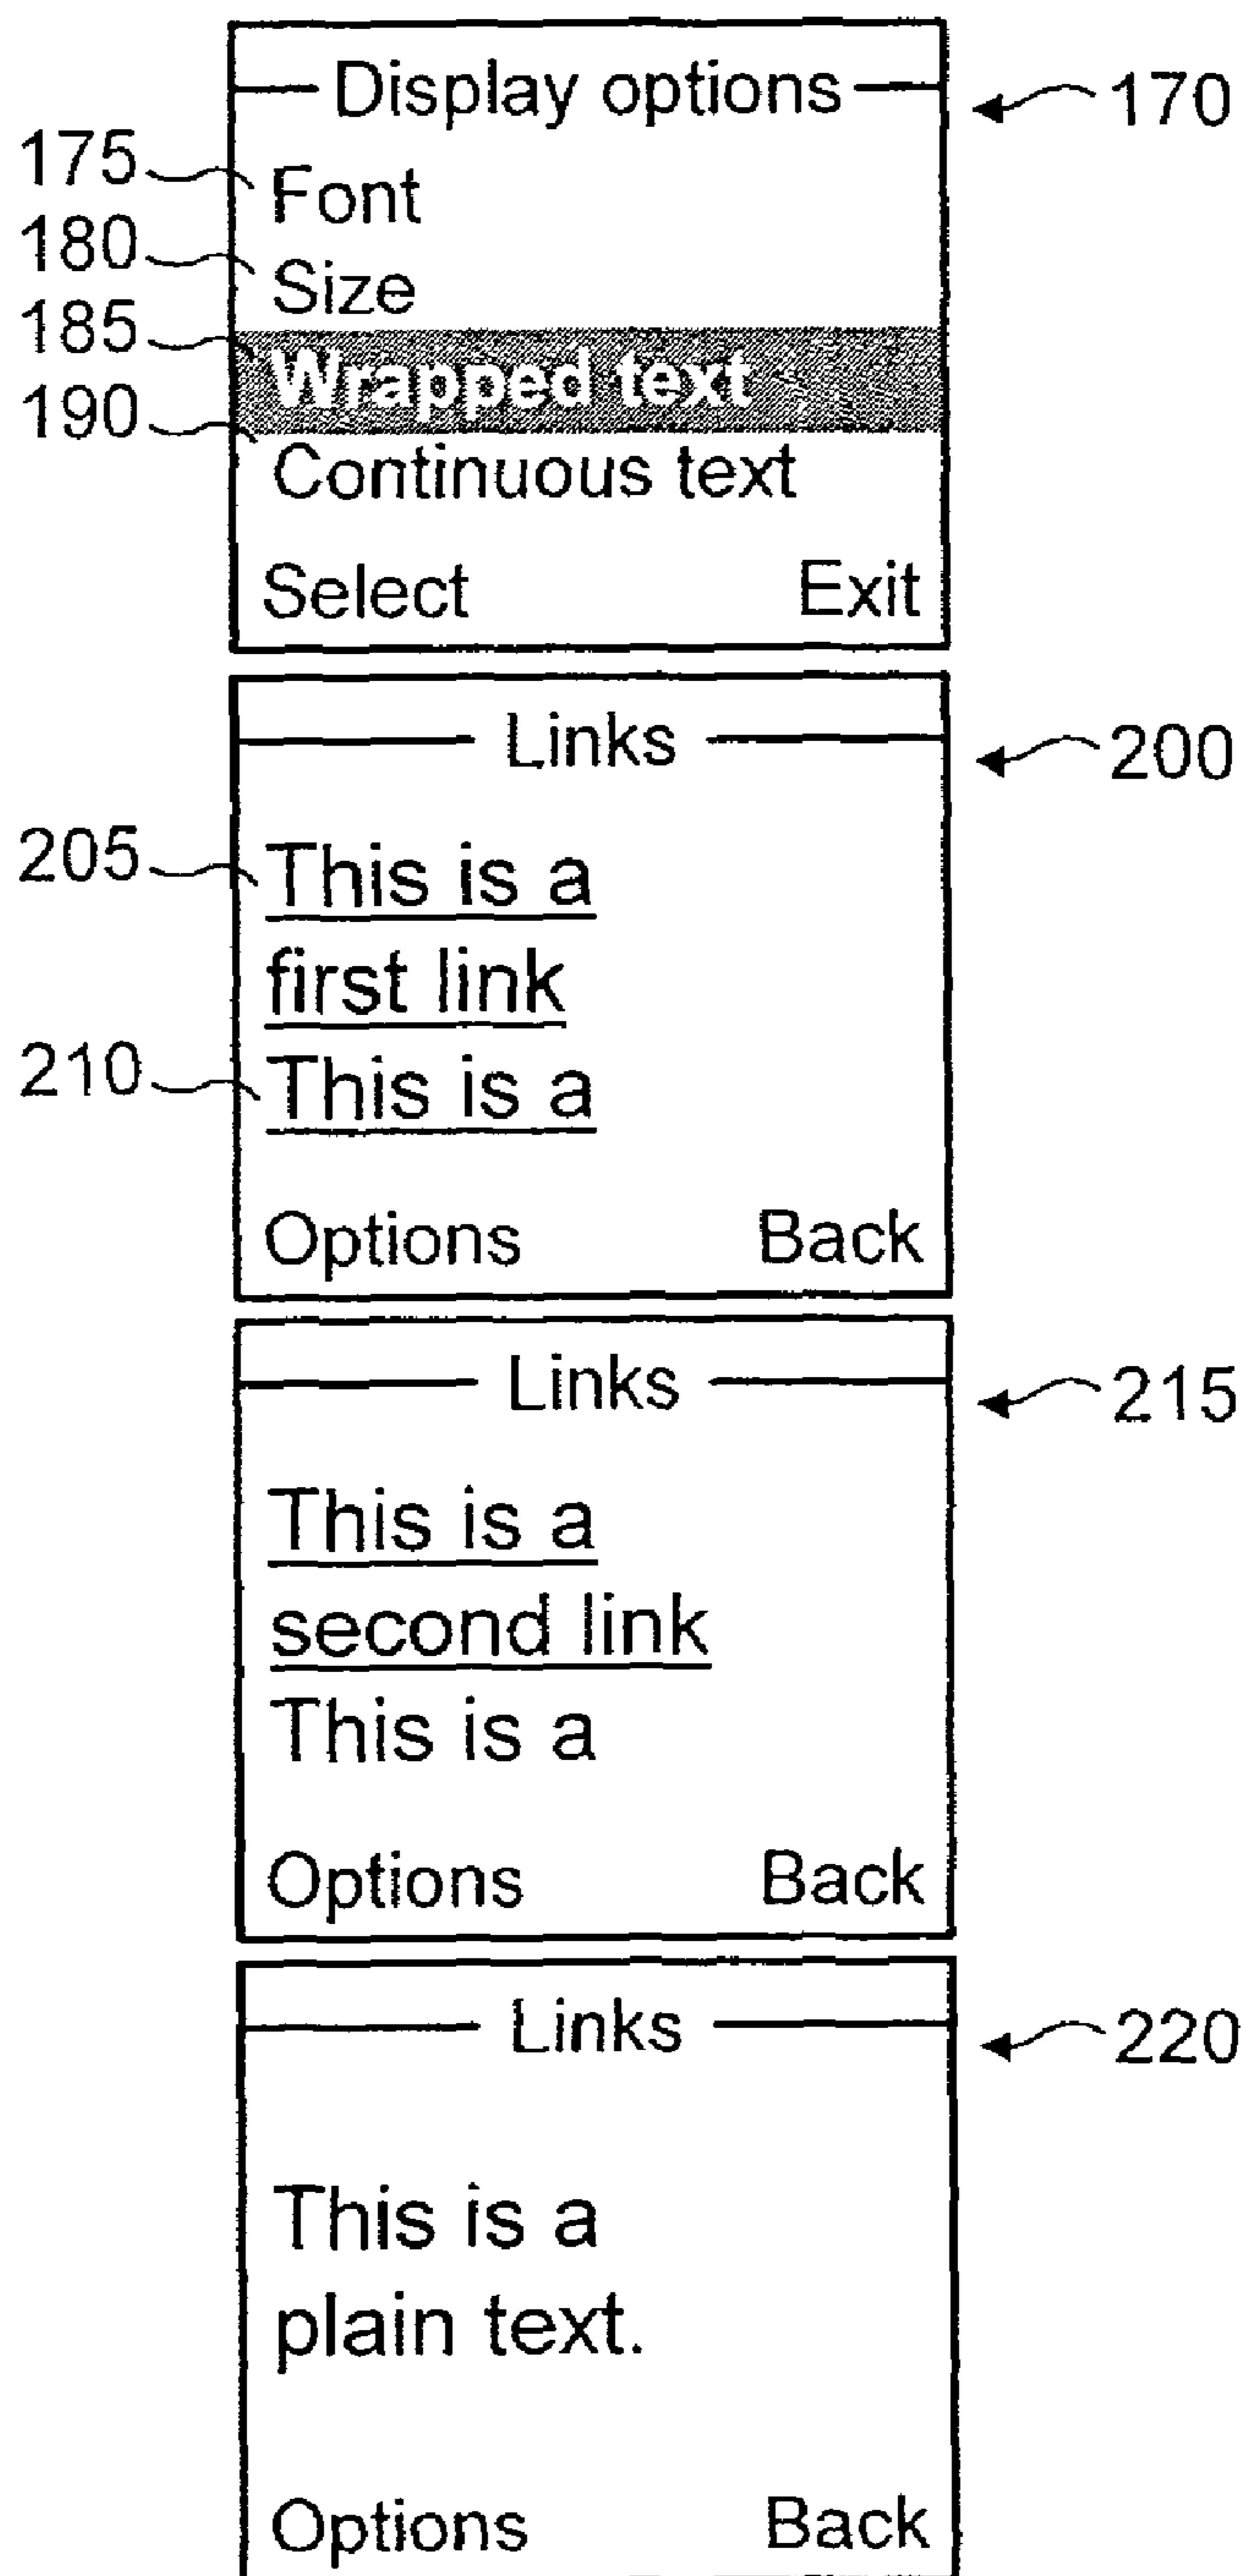 Display options
170
175
Font
180
Size
185
Wrapped text
190
Continuous text
Select Exit
Links
200
205
This is a
first link
210
This is a
Options Back
Links
215
This is a
second link
This is a
Options Back
Links
220
This is a
plain text.
Options Back